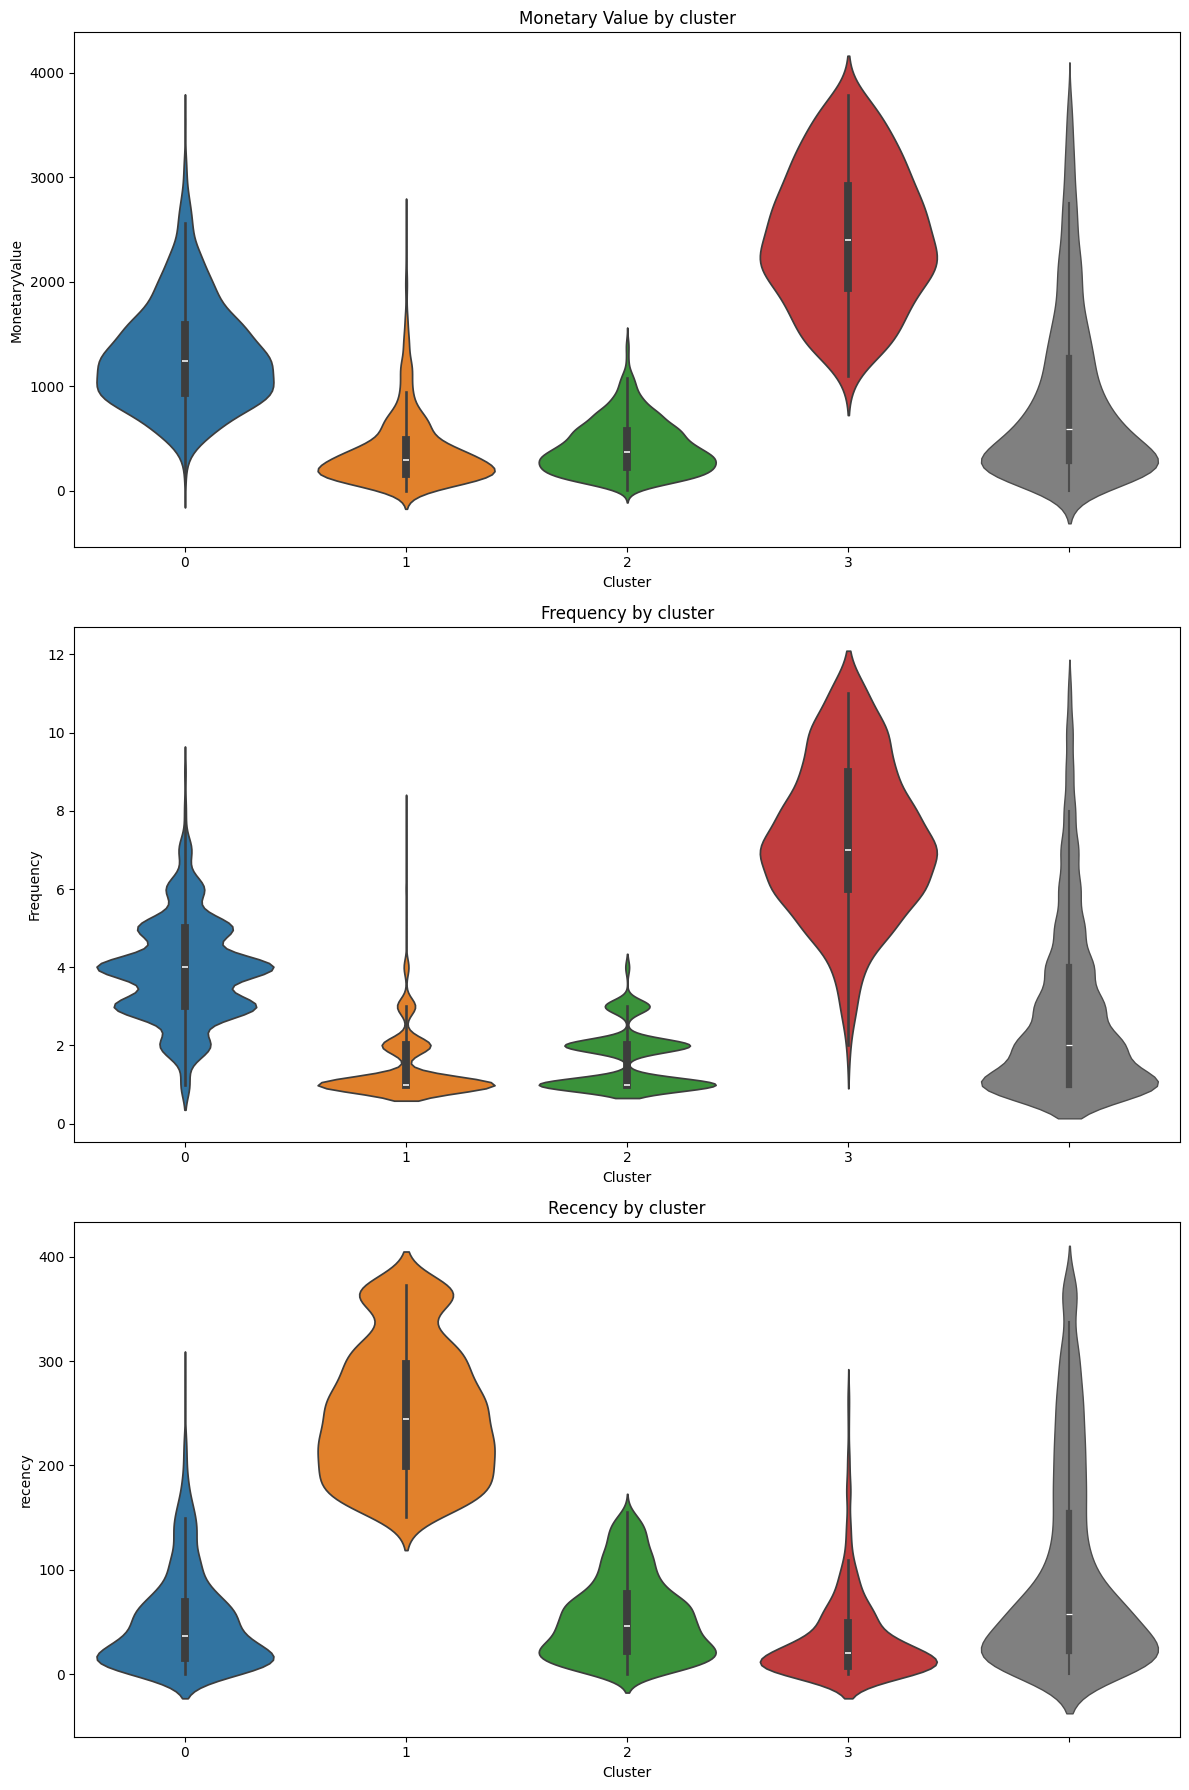 Monetary Value by cluster
MonetaryValue
4000
3000
2000
1000
0
0 1 2 3
Cluster
Frequency by cluster
Frequency
12
10
8
6
4
2
0
0 1 2 3
Cluster
Recency by cluster
recency
400
300
200
100
0
0 1 2 3
Cluster